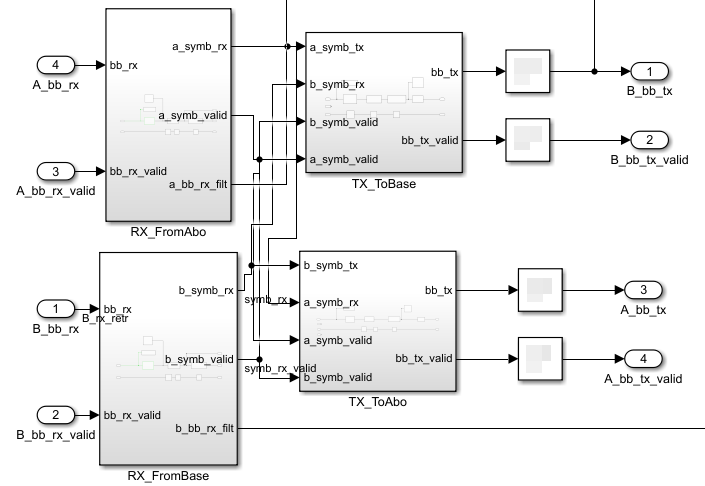 4
A_bb_rx
3
A_bb_rx_valid
bb_rx
bb_rx_valid
a_symb_rx
a_symb_valid
a_bb_rx_filt
RX_FromAbo
a_symb_tx
b_symb_rx
b_symb_valid
a_symb_valid
bb_tx
bb_tx_valid
TX_ToBase
1
B_bb_tx
2
B_bb_tx_valid
1
B_bb_rx
2
B_bb_rx_valid
bb_rx
B_rx_retr
bb_rx_valid
b_symb_rx
b_symb_valid
b_bb_rx_filt
RX_FromBase
symb_rx
symb_rx_valid
b_symb_tx
a_symb_rx
a_symb_valid
b_symb_valid
bb_tx
bb_tx_valid
TX_ToAbo
3
A_bb_tx
4
A_bb_tx_valid